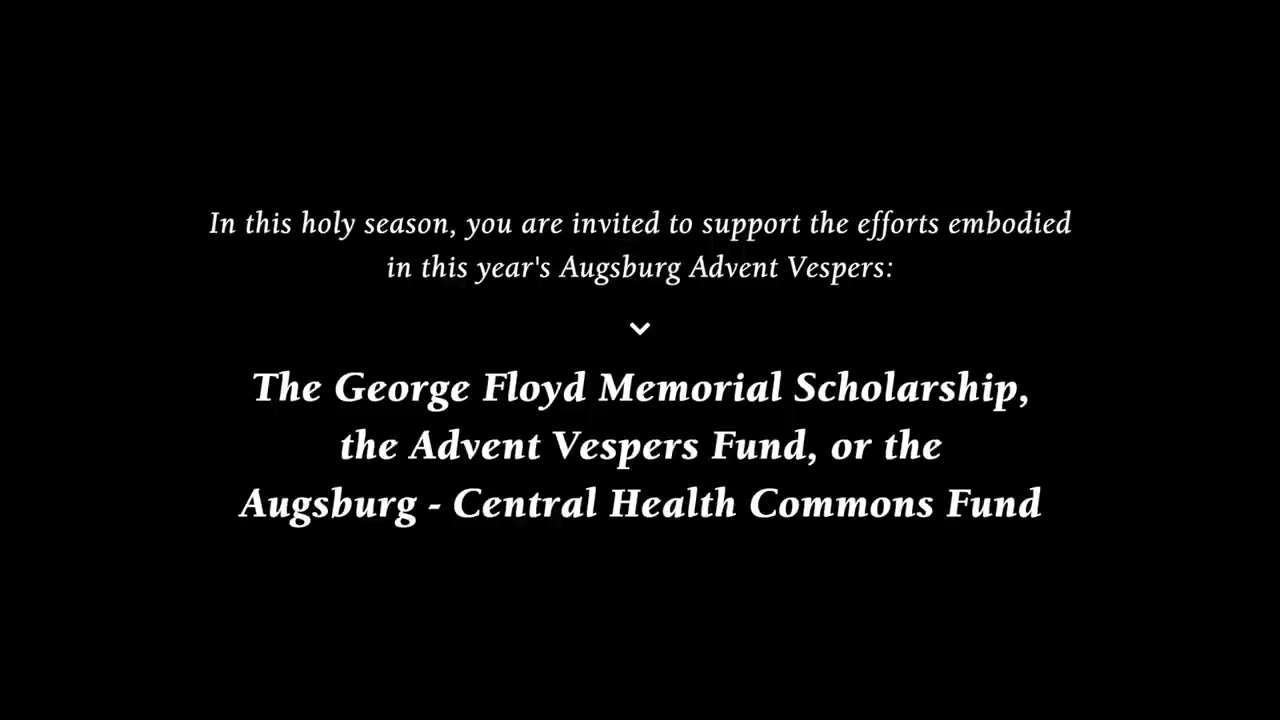 In this holy season, you are invited to support the efforts embodied
in this year's Augsburg Advent Vespers:
The George Floyd Memorial Scholarship,
the Advent Vespers Fund, or the
Augsburg - Central Health Commons Fund